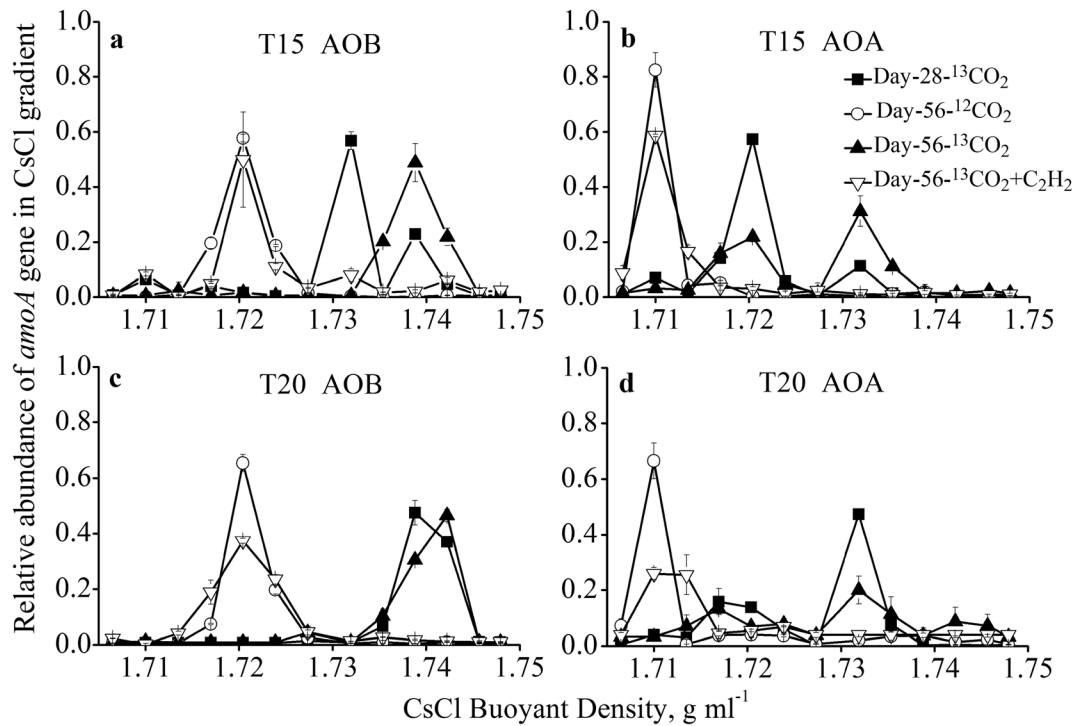 Relative abundance of amoA gene in CsCl gradient
a
T15 AOB
1.0
0.8
0.6
0.4
0.2
0.0
1.71 1.72 1.73 1.74 1.75
b
T15 AOA
Day-28-¹³CO₂
Day-56-¹²CO₂
Day-56-¹³CO₂
Day-56-¹³CO₂+C₂H₂
1.0
0.8
0.6
0.4
0.2
0.0
1.71 1.72 1.73 1.74 1.75
c
T20 AOB
1.0
0.8
0.6
0.4
0.2
0.0
1.71 1.72 1.73 1.74 1.75
d
T20 AOA
1.0
0.8
0.6
0.4
0.2
0.0
1.71 1.72 1.73 1.74 1.75
CsCl Buoyant Density, g ml⁻¹